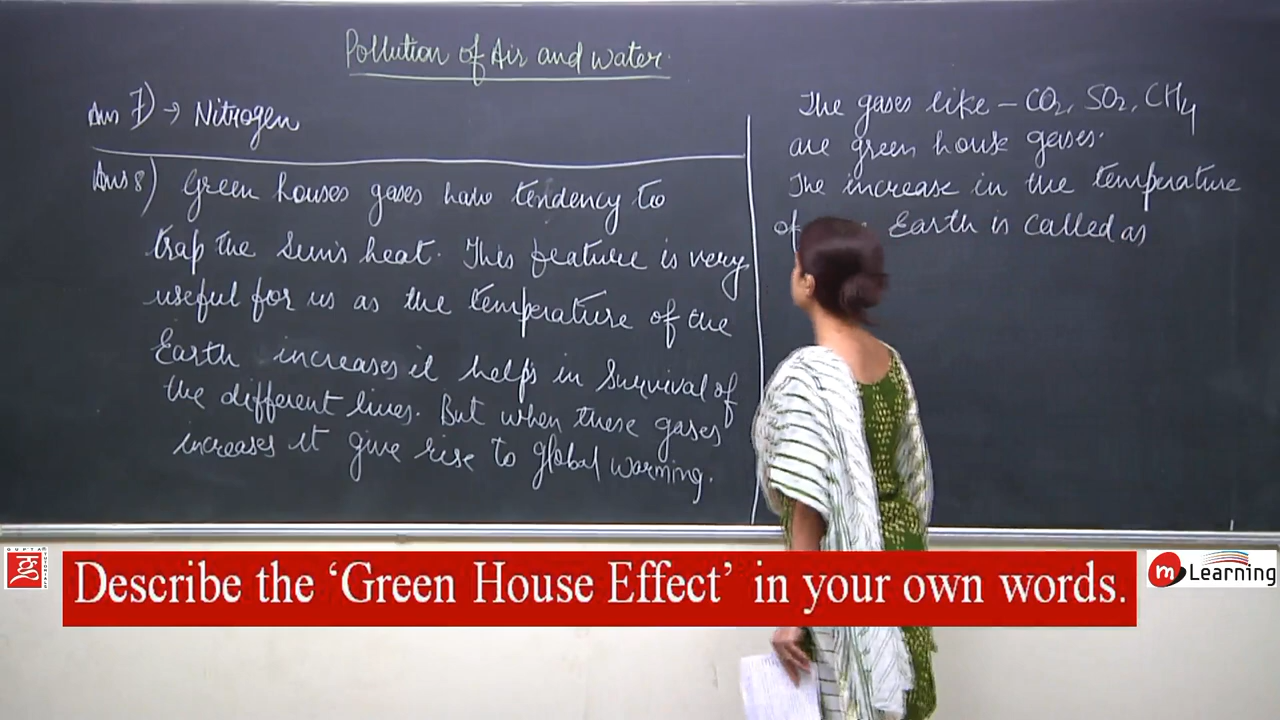 Pollution of Air and Water.
Ans 7) → Nitrogen
Ans 8) Green houses gases have tendency to
trap the Sun's heat. This feature is very
useful for us as the temperature of the
Earth increases it helps in survival of
the different lives. But when these gases
increases it give rise to global warming.
The gases like – CO2, SO2, CH4
are green house gases.
The increase in the temperature
of Earth is called as
GUPTA TUTORIALS
Describe the ‘Green House Effect’ in your own words.
m Learning